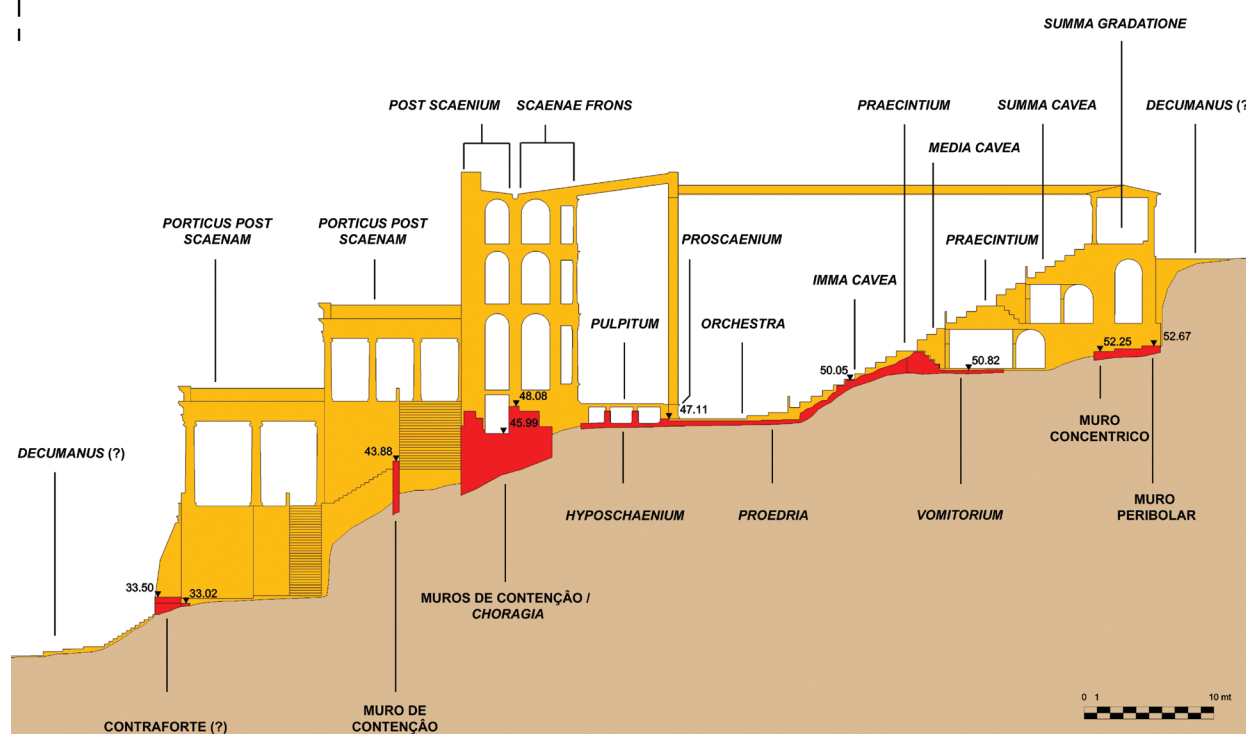 SUMMA GRADATIONE
POST SCAENIUM
SCAENAE FRONS
PRAECINTIUM
SUMMA CAVEA
DECUMANUS (?
MEDIA CAVEA
PORTICUS POST
SCAENAM
PORTICUS POST
SCAENAM
PROSCAENIUM
PRAECINTIUM
IMMA CAVEA
PULPITUM
ORCHESTRA
52.25
52.67
50.05
50.82
48.08
47.11
45.99
43.88
MURO
CONCENTRICO
DECUMANUS (?)
HYPOSCHAENIUM
PROEDRIA
VOMITORIUM
MURO
PERIBOLAR
33.50
33.02
MUROS DE CONTENÇÂO /
CHORAGIA
0 1 10 mt
CONTRAFORTE (?)
MURO DE
CONTENÇÂO